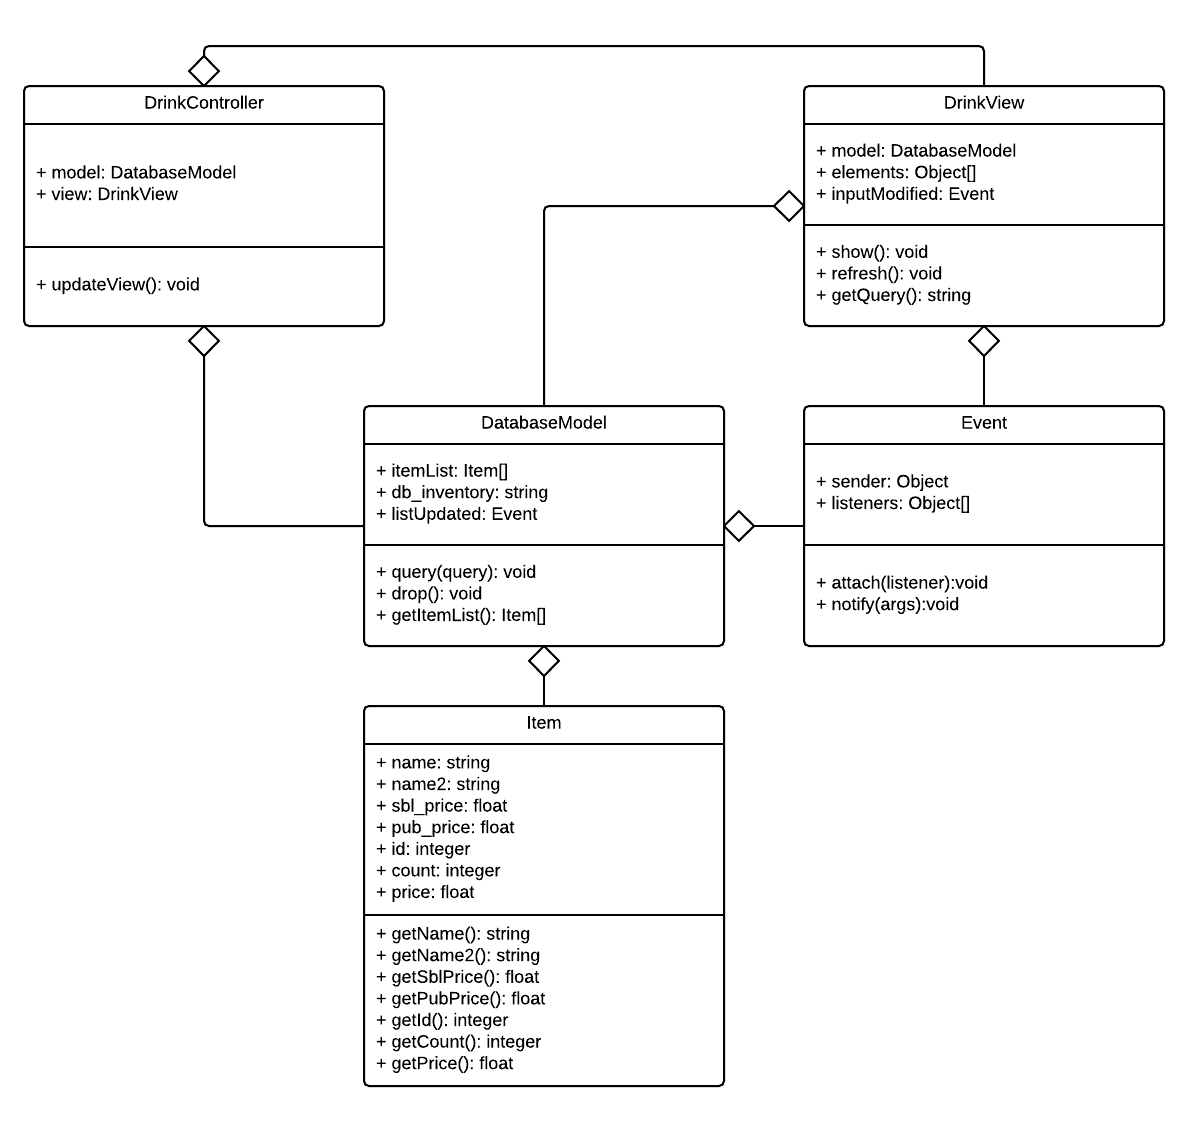 DrinkController
+ model: DatabaseModel
+ view: DrinkView
+ updateView(): void
DrinkView
+ model: DatabaseModel
+ elements: Object[]
+ inputModified: Event
+ show(): void
+ refresh(): void
+ getQuery(): string
DatabaseModel
+ itemList: Item[]
+ db_inventory: string
+ listUpdated: Event
+ query(query): void
+ drop(): void
+ getItemList(): Item[]
Event
+ sender: Object
+ listeners: Object[]
+ attach(listener):void
+ notify(args):void
Item
+ name: string
+ name2: string
+ sbl_price: float
+ pub_price: float
+ id: integer
+ count: integer
+ price: float
+ getName(): string
+ getName2(): string
+ getSblPrice(): float
+ getPubPrice(): float
+ getId(): integer
+ getCount(): integer
+ getPrice(): float